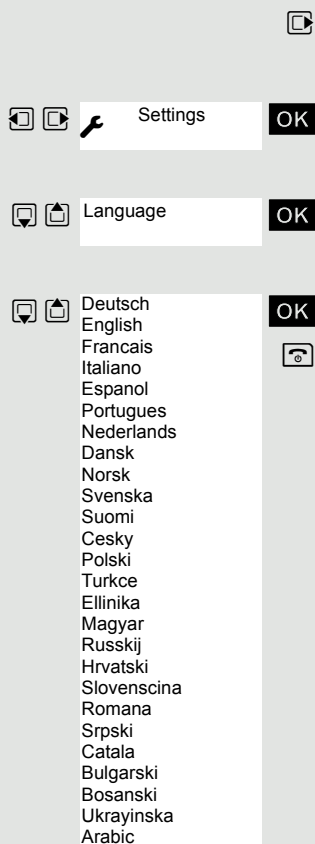 Settings OK
Language OK
Deutsch OK
English
Francais
Italiano
Espanol
Portugues
Nederlands
Dansk
Norsk
Svenska
Suomi
Cesky
Polski
Turkce
Ellinika
Magyar
Russkij
Hrvatski
Slovenscina
Romana
Srpski
Catala
Bulgarski
Bosanski
Ukrayinska
Arabic